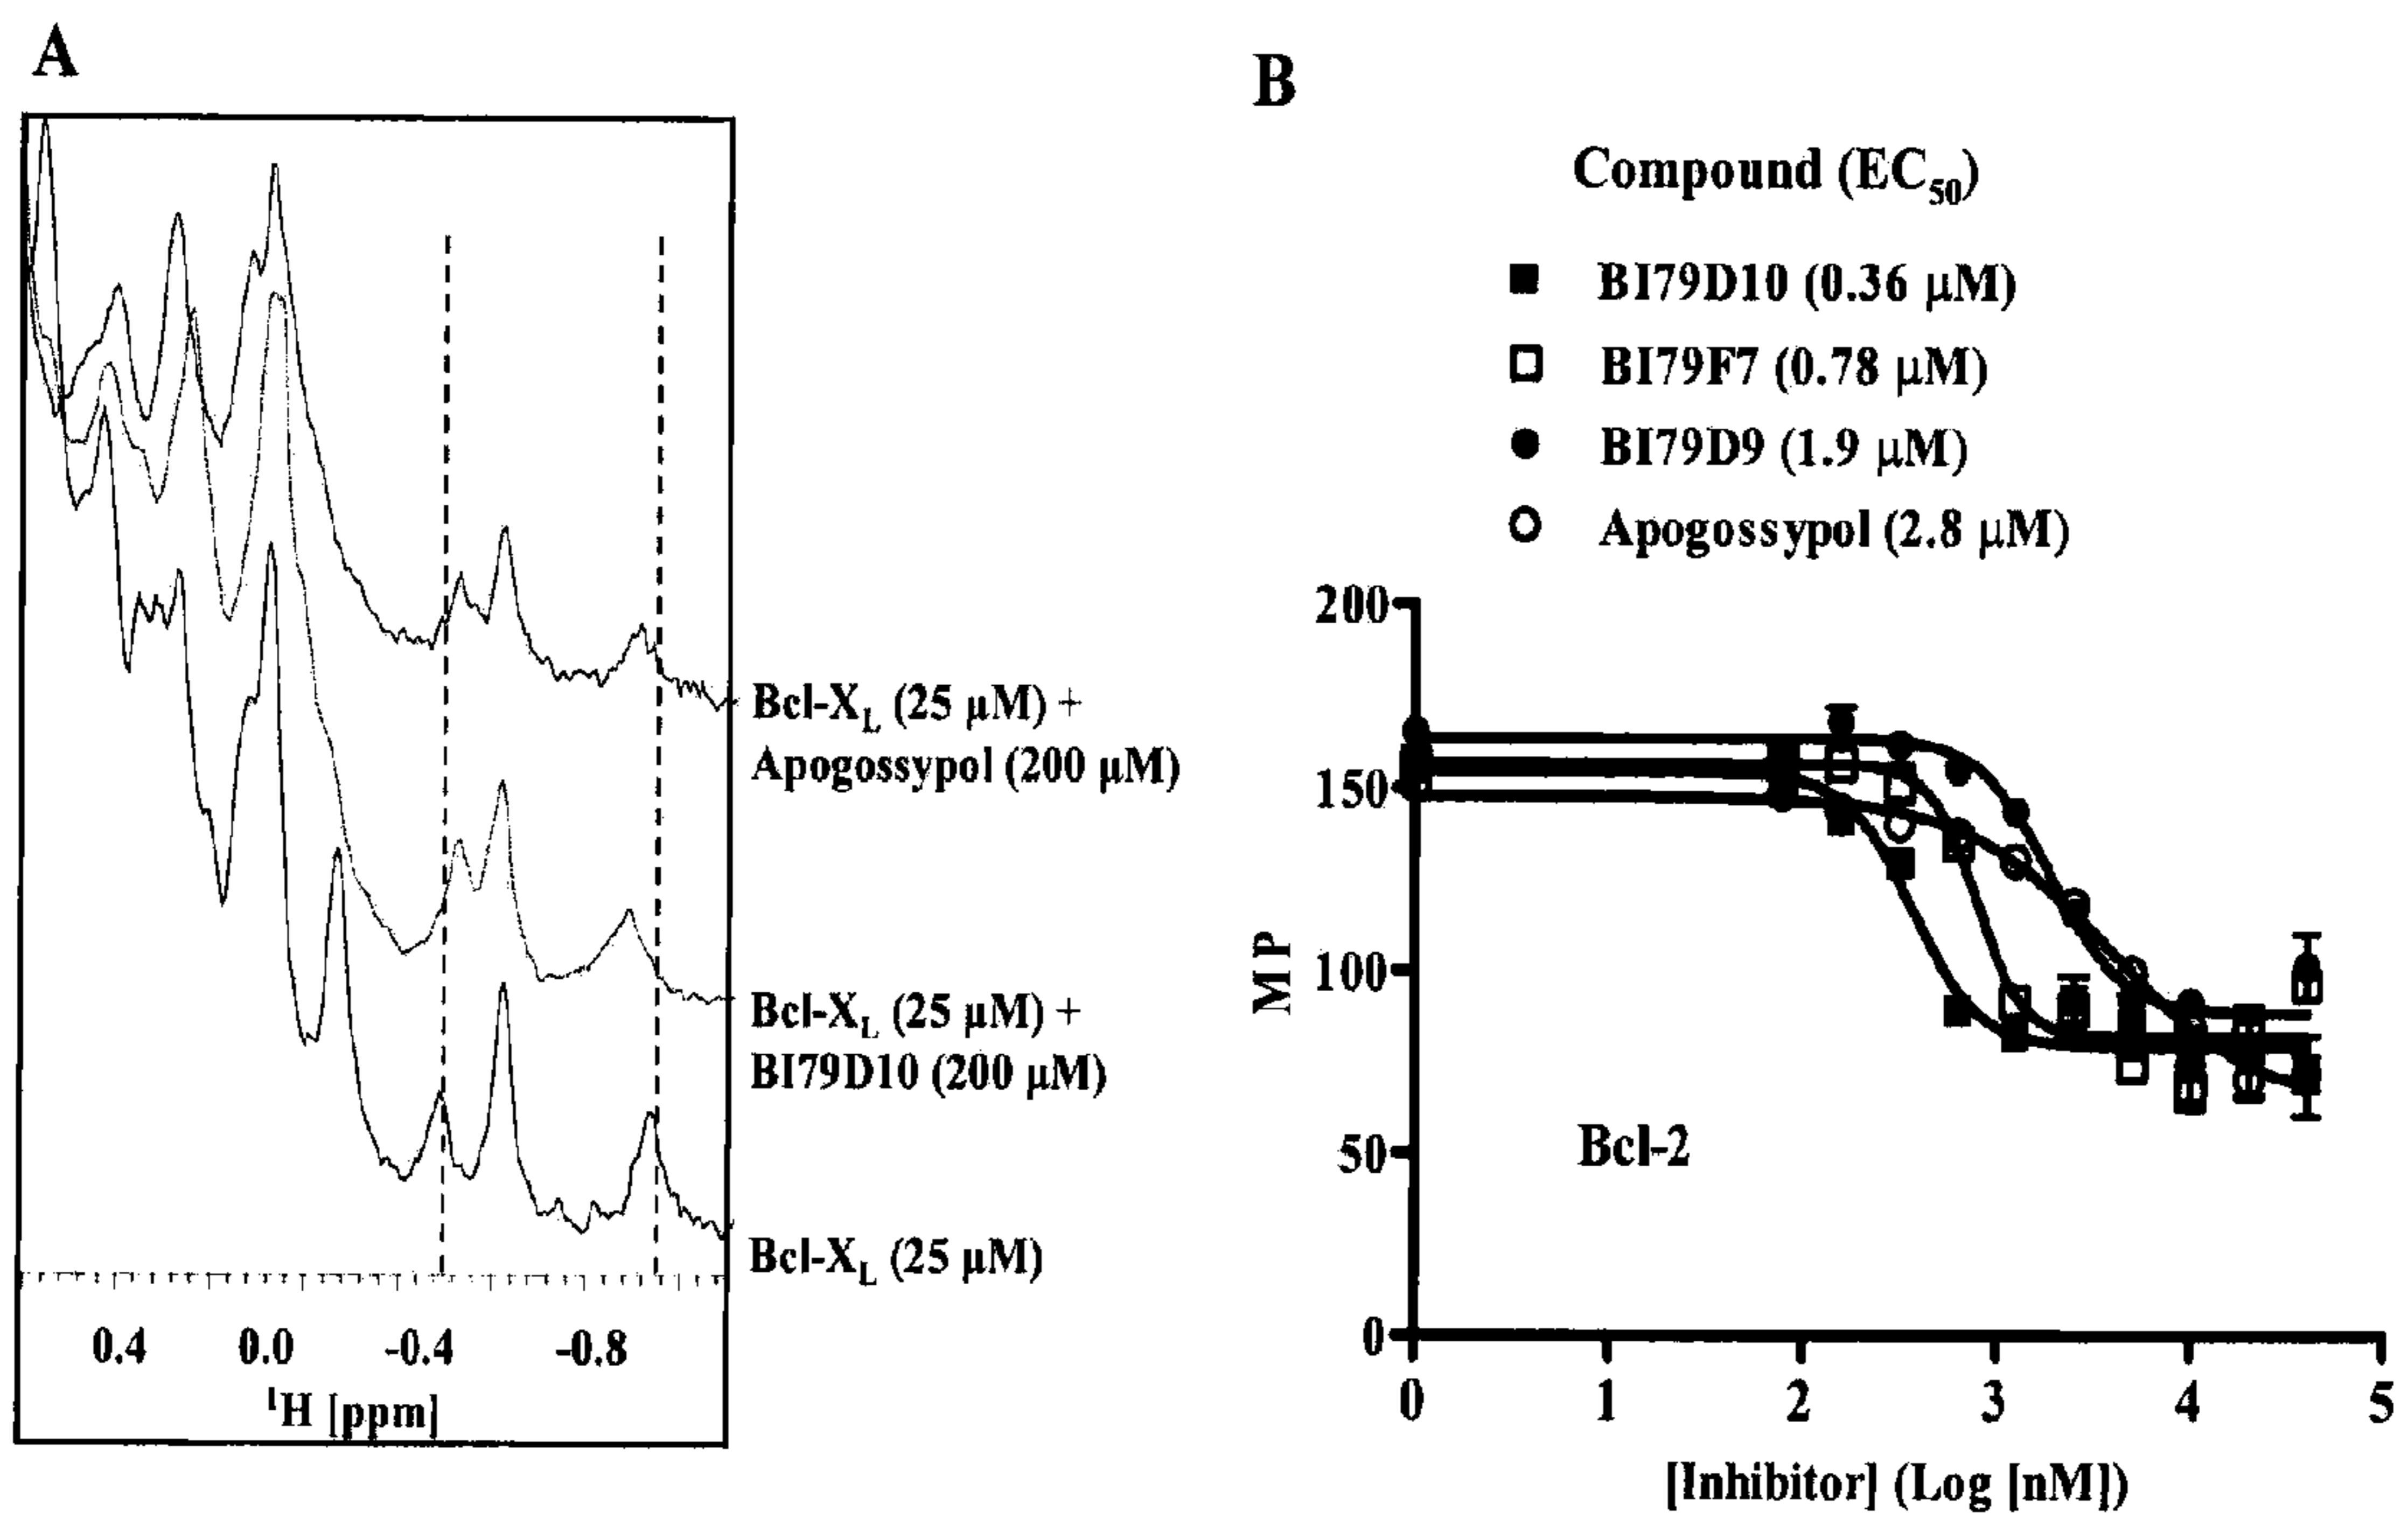 A
Bcl-X_L (25 μM) +
Apogossypol (200 μM)
Bcl-X_L (25 μM) +
BI79D10 (200 μM)
Bcl-X_L (25 μM)
0.4 0.0 -0.4 -0.8
¹H [ppm]
B
Compound (EC₅₀)
BI79D10 (0.36 μM)
BI79F7 (0.78 μM)
BI79D9 (1.9 μM)
Apogossypol (2.8 μM)
200
150
100
50
0
MP
Bcl-2
0 1 2 3 4 5
[Inhibitor] (Log [nM])